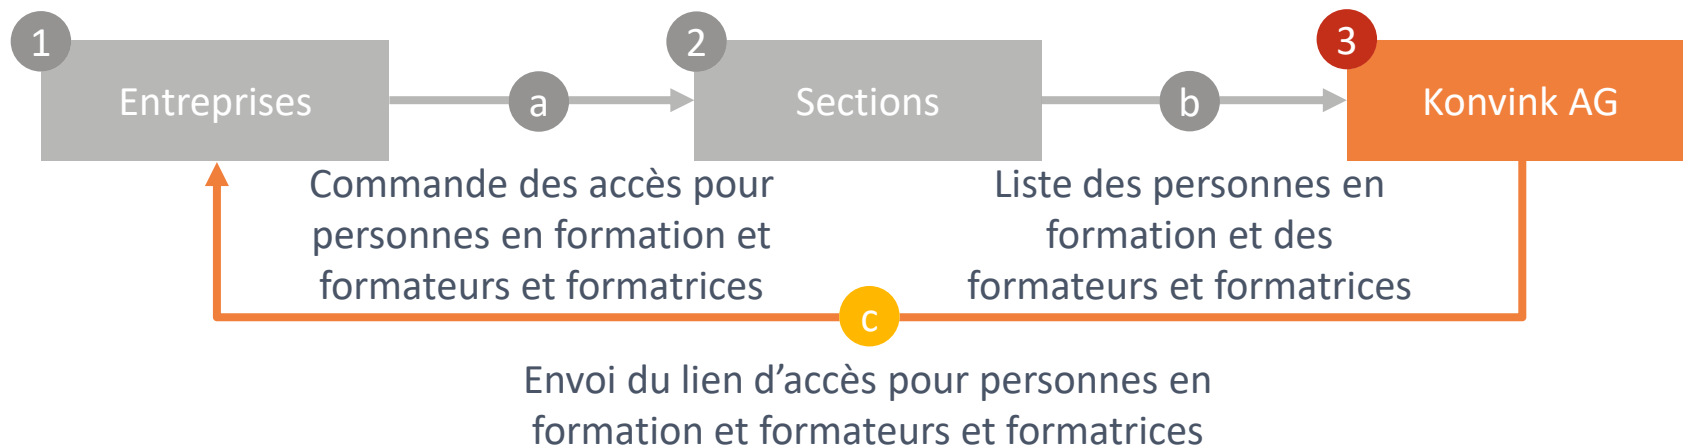 1
Entreprises
a
2
Sections
b
3
Konvink AG
Commande des accès pour
personnes en formation et
formateurs et formatrices
Liste des personnes en
formation et des
formateurs et formatrices
c
Envoi du lien d’accès pour personnes en
formation et formateurs et formatrices